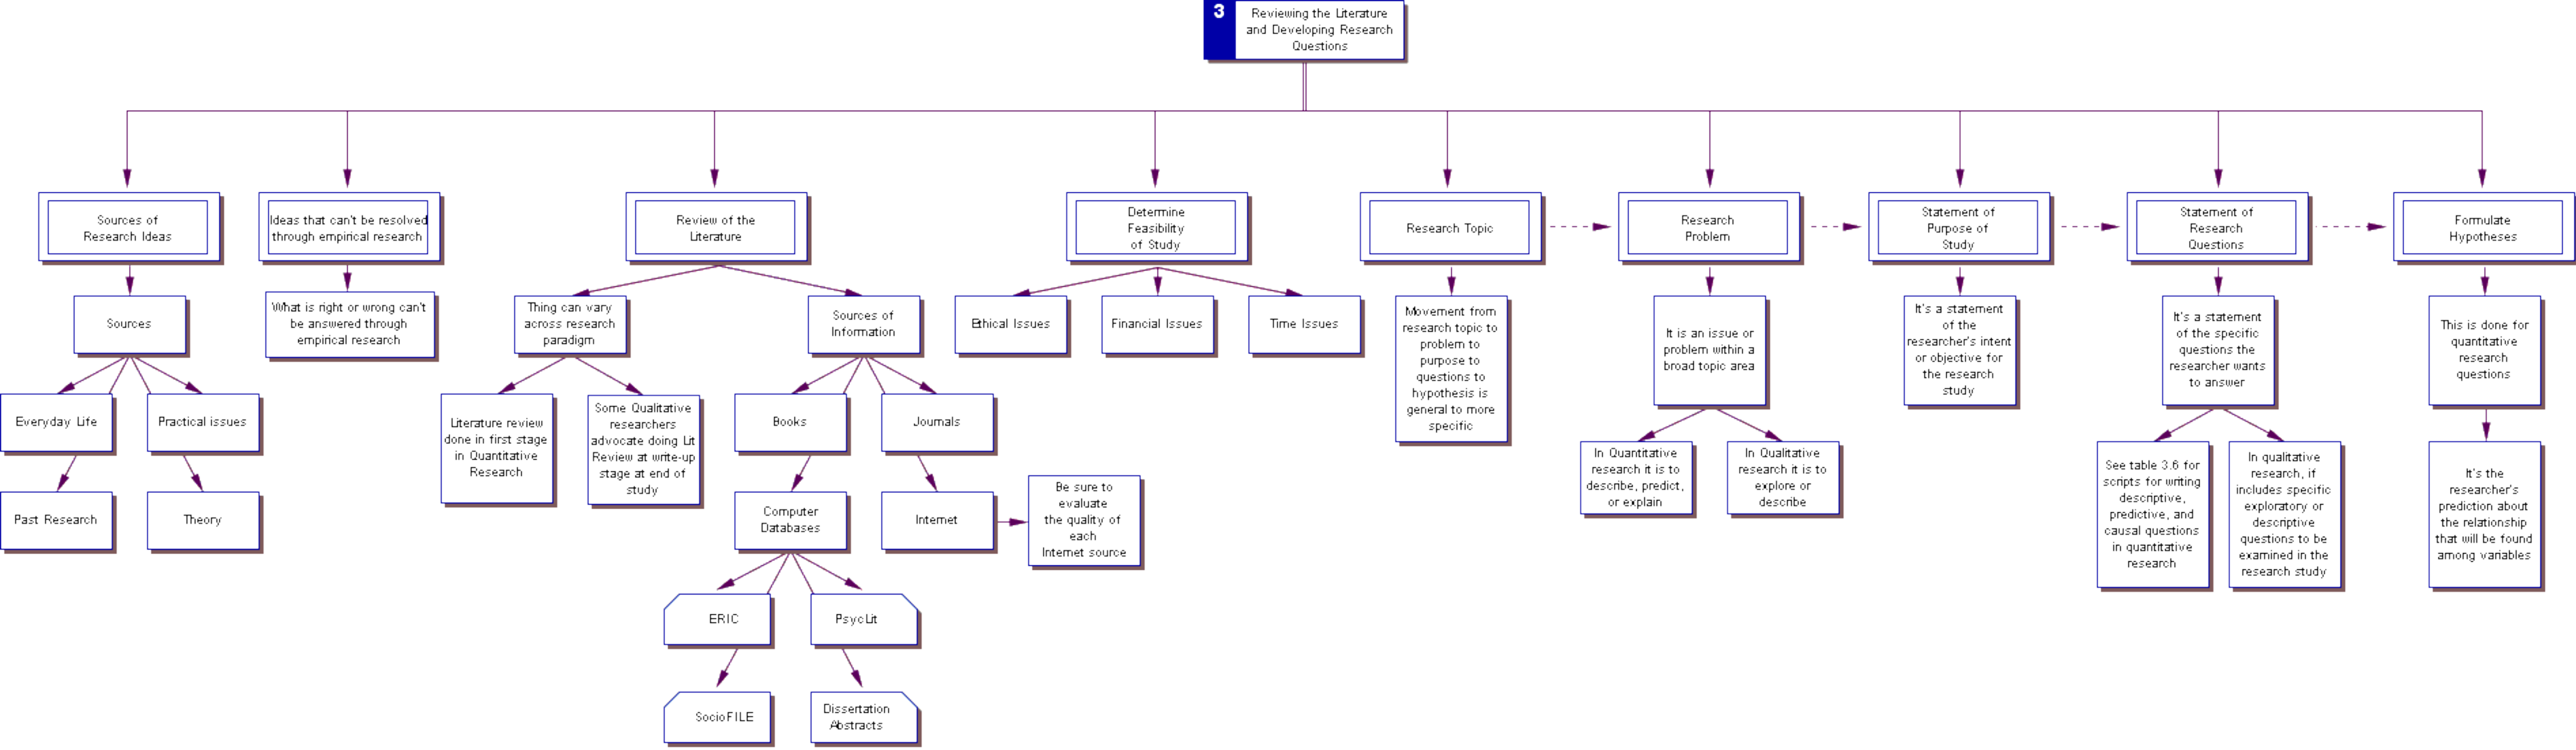 3
Reviewing the Literature
and Developing Research
Questions
Sources of
Research Ideas
Ideas that can't be resolved
through empirical research
Review of the
Literature
Determine
Feasibility
of Study
Research Topic
Research
Problem
Statement of
Purpose of
Study
Statement of
Research
Questions
Formulate
Hypotheses
Sources
What is right or wrong can't
be answered through
empirical research
Thing can vary
across research
paradigm
Sources of
Information
Ethical Issues
Financial Issues
Time Issues
Movement from
research topic to
problem to
purpose to
questions to
hypothesis is
general to more
specific
It is an issue or
problem within a
broad topic area
It's a statement
of the
researcher's intent
or objective for
the research
study
It's a statement
of the specific
questions the
researcher wants
to answer
This is done for
quantitative
research
questions
Everyday Life
Practical issues
Literature review
done in first stage
in Quantitative
Research
Some Qualitative
researchers
advocate doing Lit
Review at write-up
stage at end of
study
Books
Journals
In Quantitative
research it is to
describe, predict,
or explain
In Qualitative
research it is to
explore or
describe
See table 3.6 for
scripts for writing
descriptive,
predictive, and
causal questions
in quantitative
research
In qualitative
research, if
includes specific
exploratory or
descriptive
questions to be
examined in the
research study
It's the
researcher's
prediction about
the relationship
that will be found
among variables
Past Research
Theory
Computer
Databases
Internet
Be sure to
evaluate
the quality of
each
Internet source
ERIC
PsycLit
SocioFILE
Dissertation
Abstracts